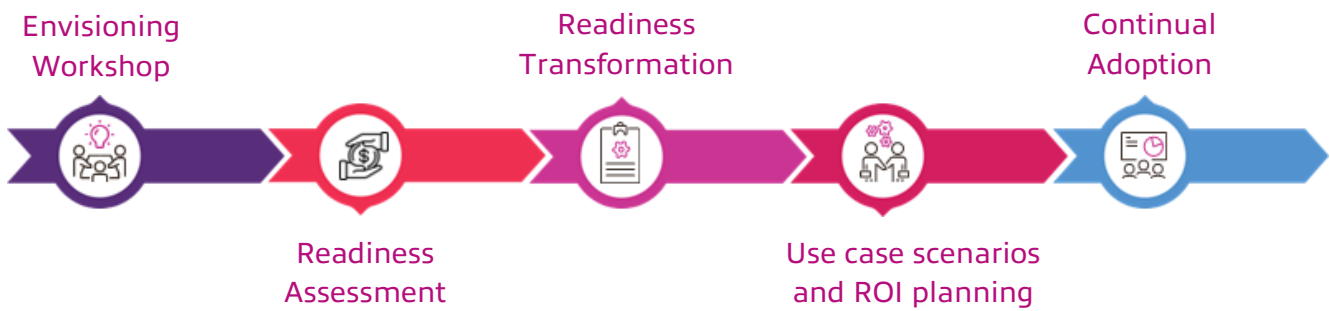 Envisioning
Workshop
Readiness
Assessment
Readiness
Transformation
Use case scenarios
and ROI planning
Continual
Adoption